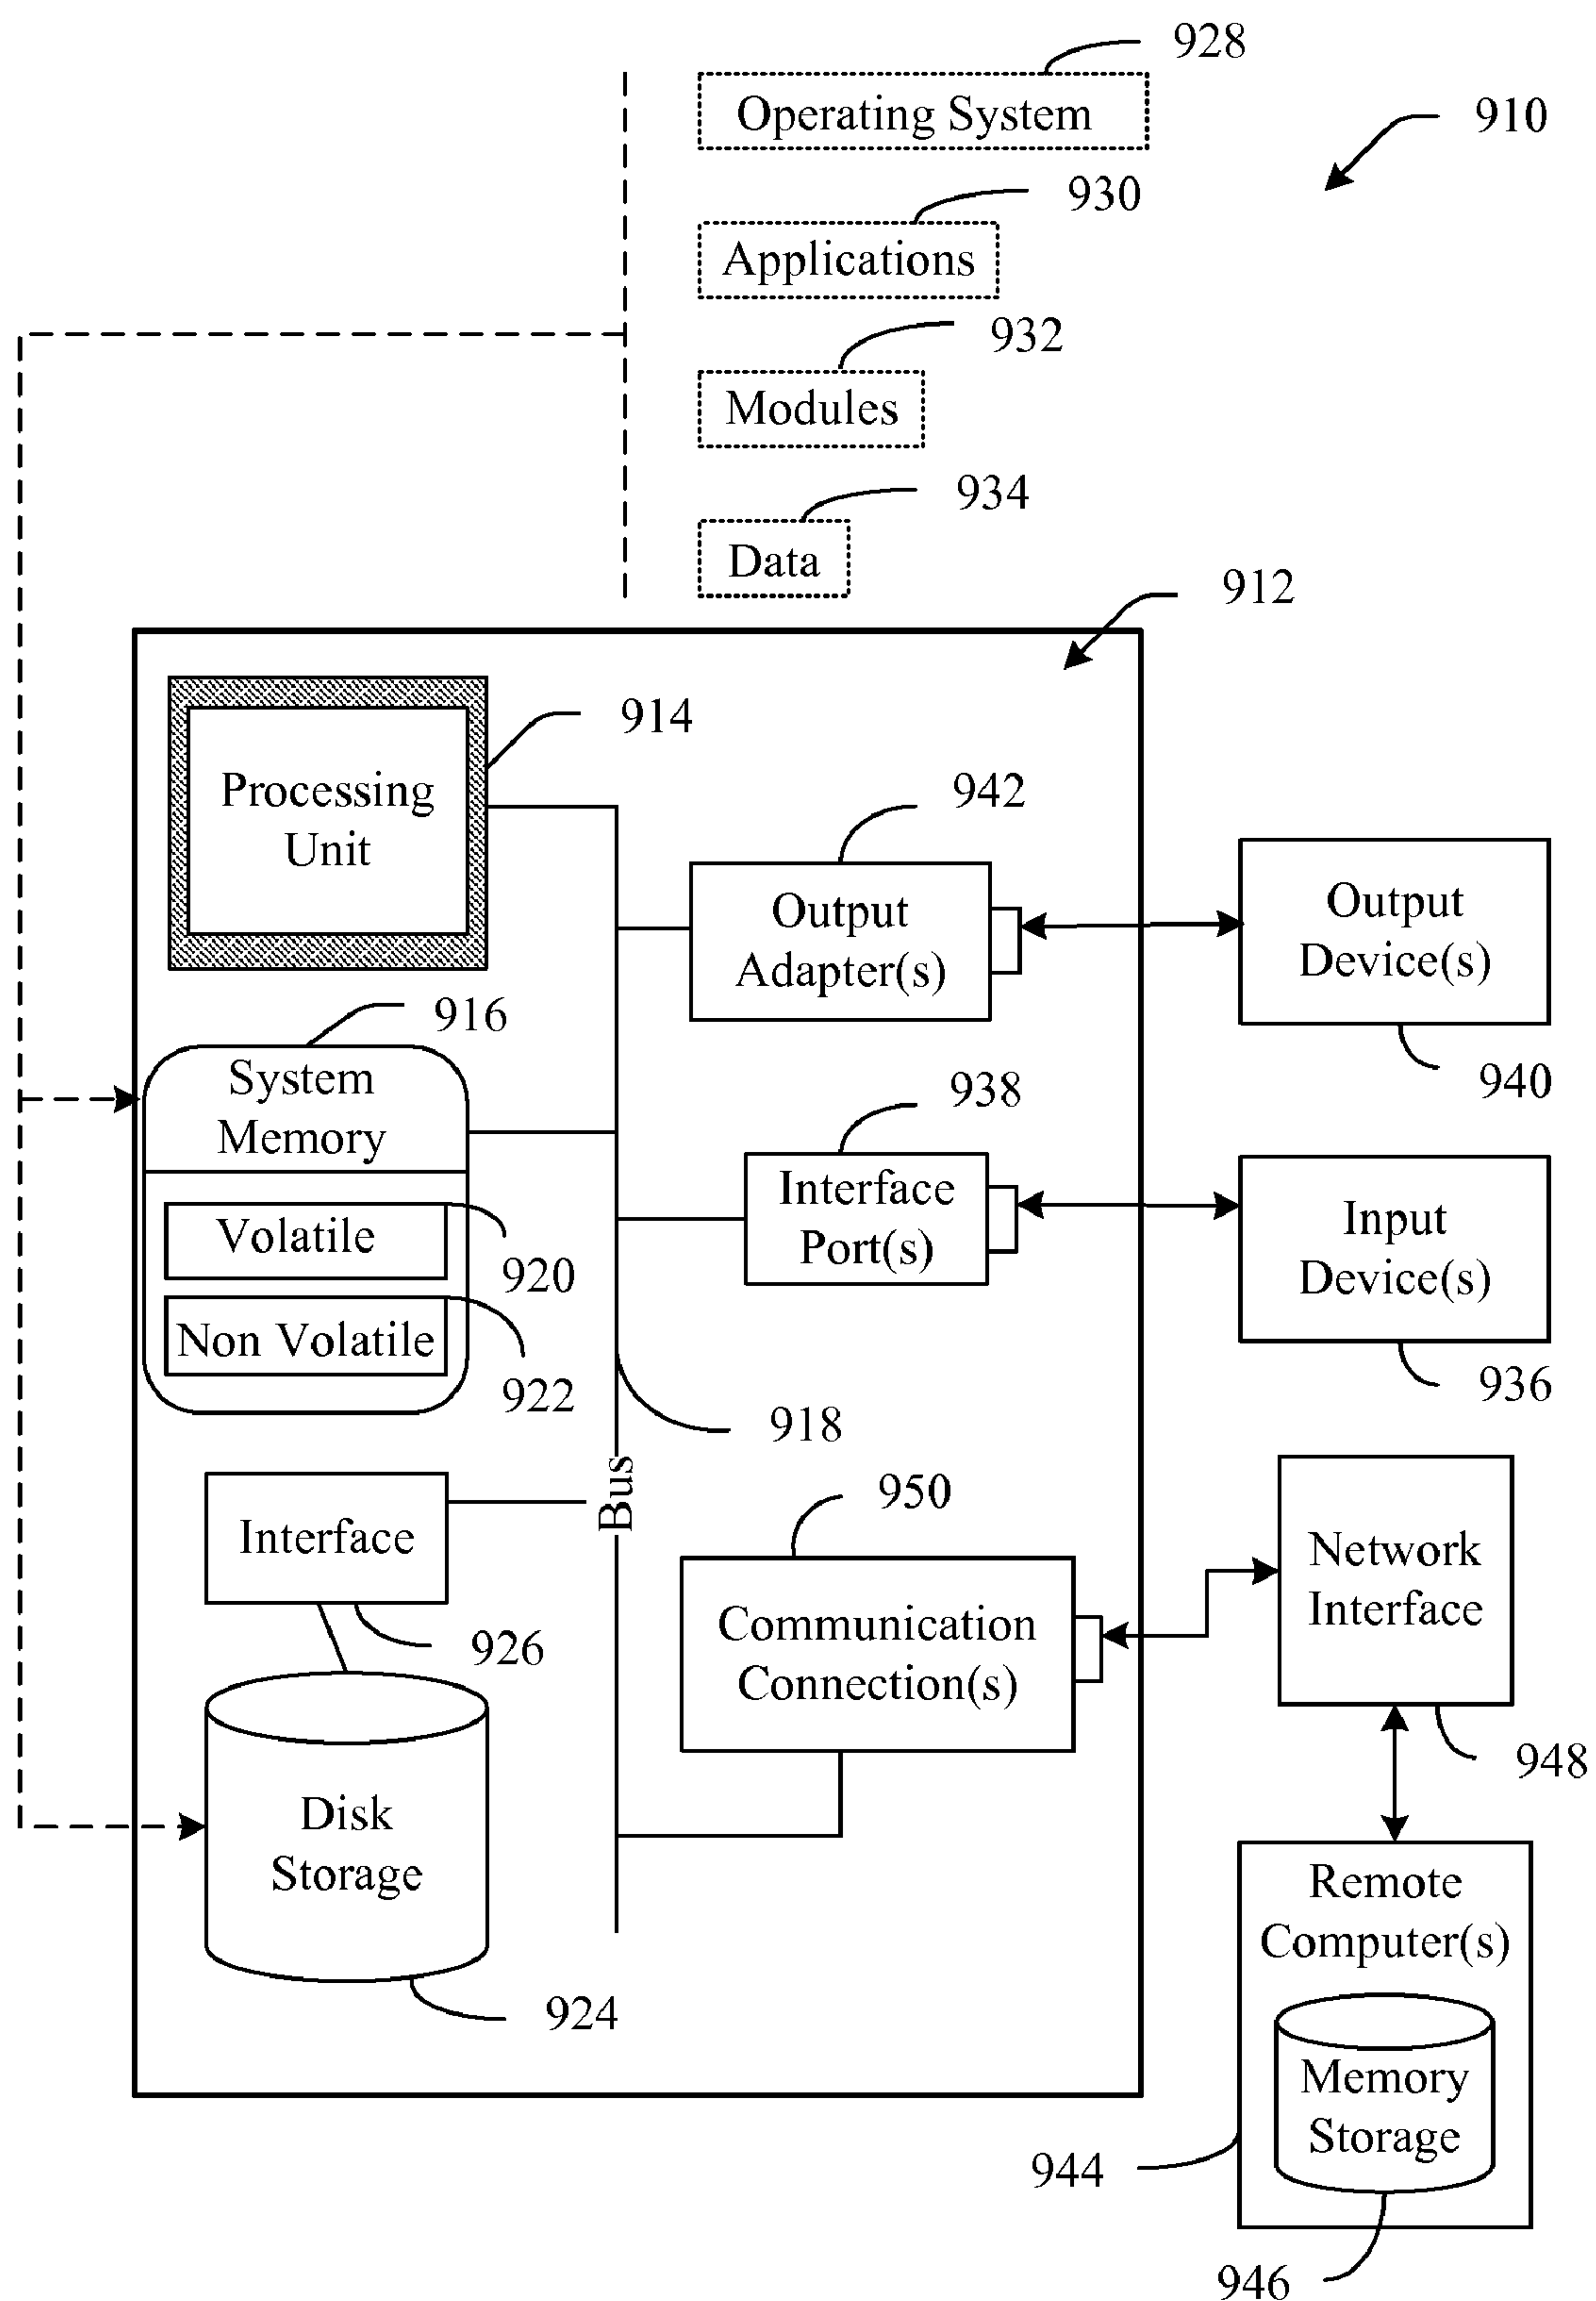 928
Operating System
910
930
Applications
932
Modules
934
Data
912
914
Processing
Unit
942
Output
Adapter(s)
Output
Device(s)
940
916
System
Memory
938
Interface
Port(s)
Input
Device(s)
936
Volatile
920
Non Volatile
922
918
Bus
Interface
926
950
Communication
Connection(s)
Network
Interface
948
Disk
Storage
924
Remote
Computer(s)
Memory
Storage
944
946